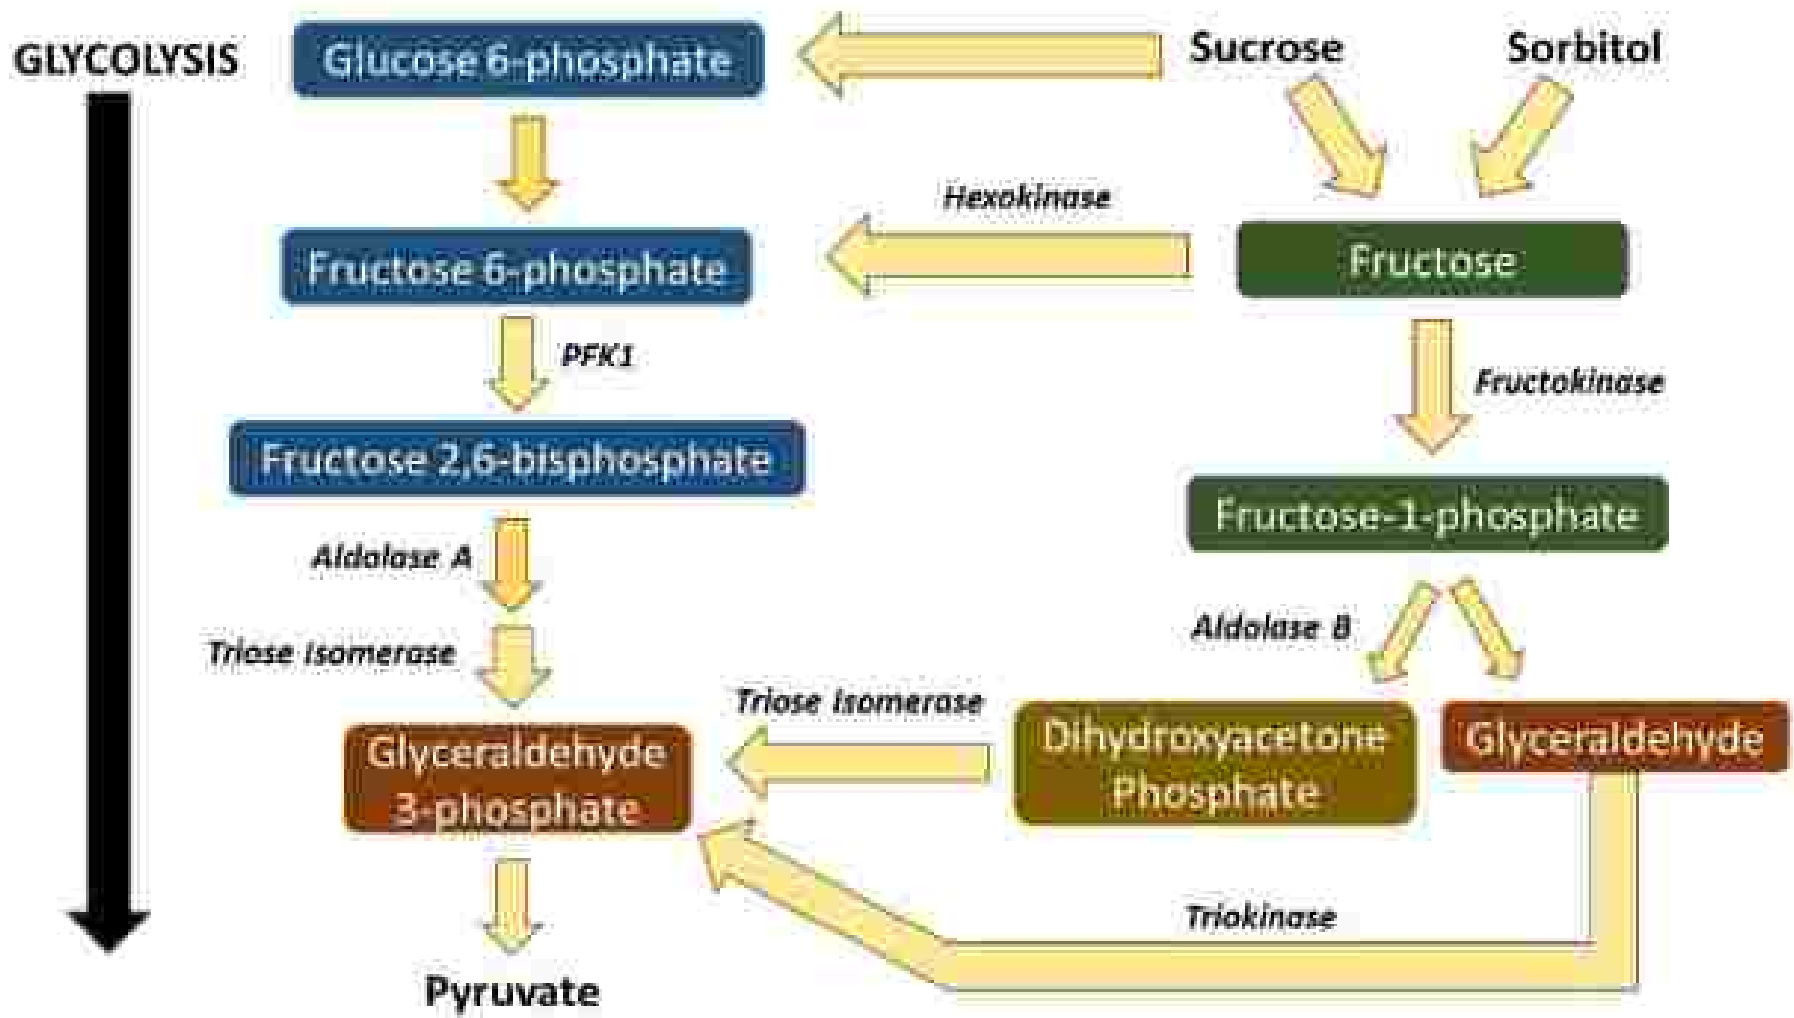 GLYCOLYSIS
Glucose 6-phosphate
Sucrose
Sorbitol
Hexokinase
Fructose 6-phosphate
Fructose
PFK1
Fructokinase
Fructose 2,6-bisphosphate
Fructose-1-phosphate
Aldolase A
Aldolase B
Triose Isomerase
Triose Isomerase
Glyceraldehyde
3-phosphate
Dihydroxyacetone
Phosphate
Glyceraldehyde
Triokinase
Pyruvate